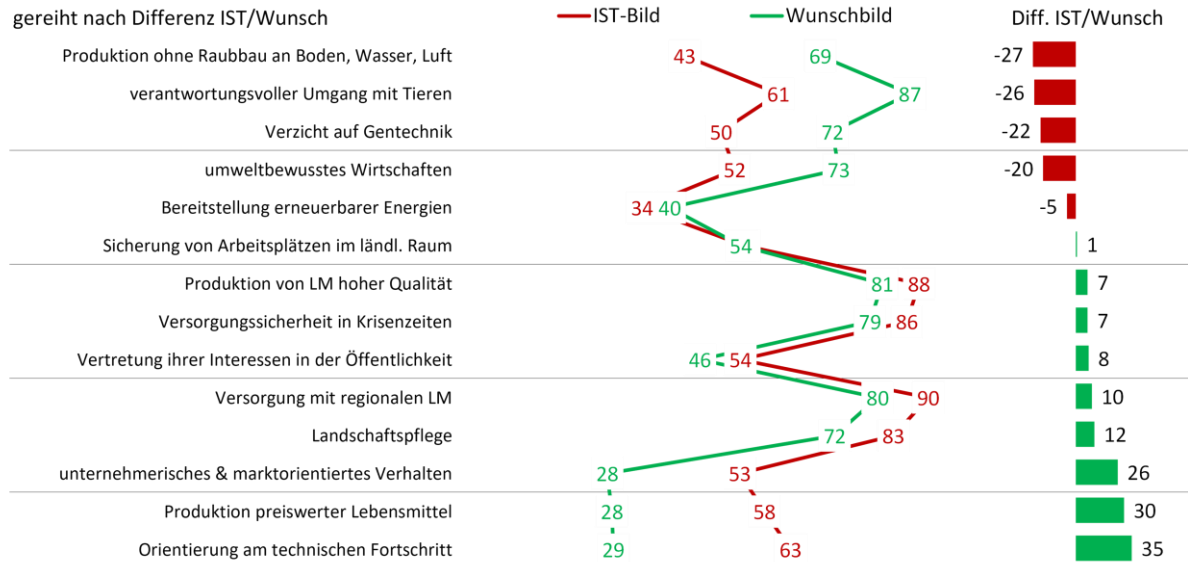 gereiht nach Differenz IST/Wunsch IST-Bild Wunschbild Diff. IST/Wunsch
Produktion ohne Raubbau an Boden, Wasser, Luft 43 69 -27
verantwortungsvoller Umgang mit Tieren 61 87 -26
Verzicht auf Gentechnik 50 72 -22
umweltbewusstes Wirtschaften 52 73 -20
Bereitstellung erneuerbarer Energien 34 40 -5
Sicherung von Arbeitsplätzen im ländl. Raum 54 1
Produktion von LM hoher Qualität 81 88 7
Versorgungssicherheit in Krisenzeiten 79 86 7
Vertretung ihrer Interessen in der Öffentlichkeit 46 54 8
Versorgung mit regionalen LM 80 90 10
Landschaftspflege 72 83 12
unternehmerisches & marktorientiertes Verhalten 28 53 26
Produktion preiswerter Lebensmittel 28 58 30
Orientierung am technischen Fortschritt 29 63 35